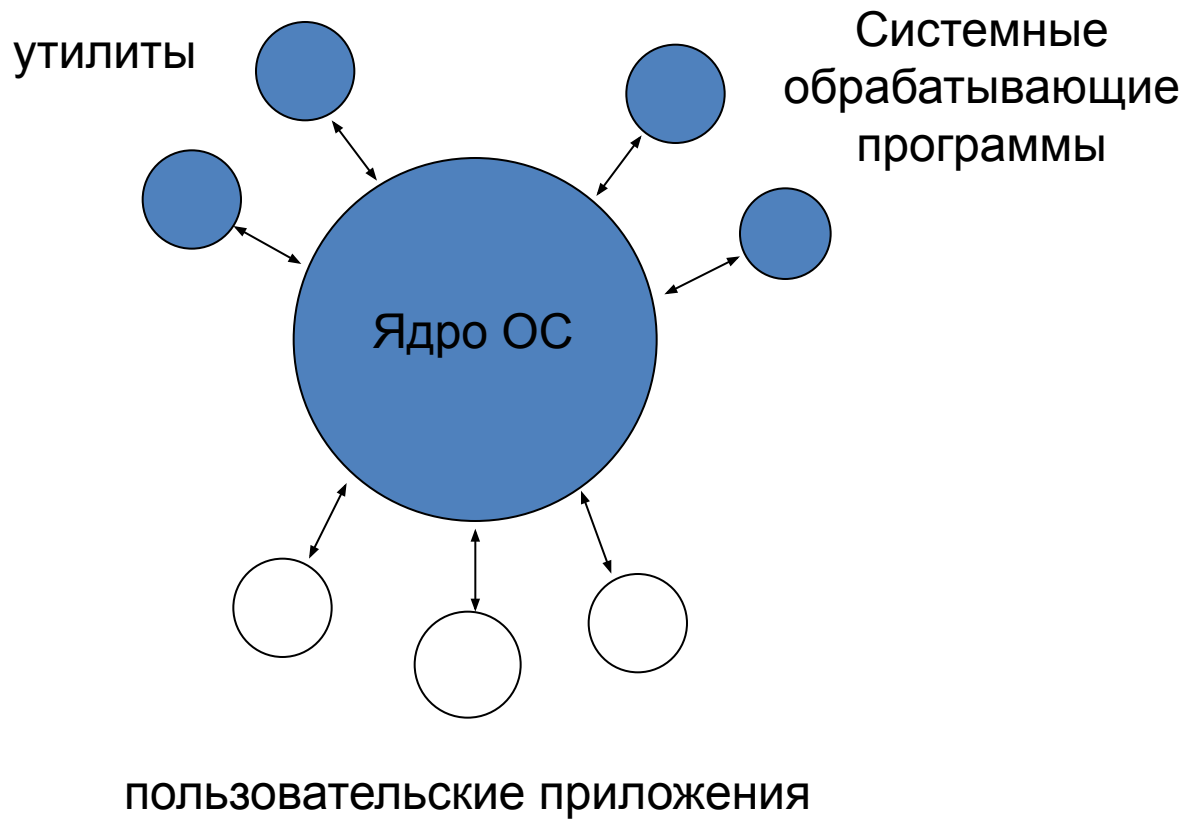 утилиты
Системные
обрабатывающие
программы
Ядро ОС
пользовательские приложения